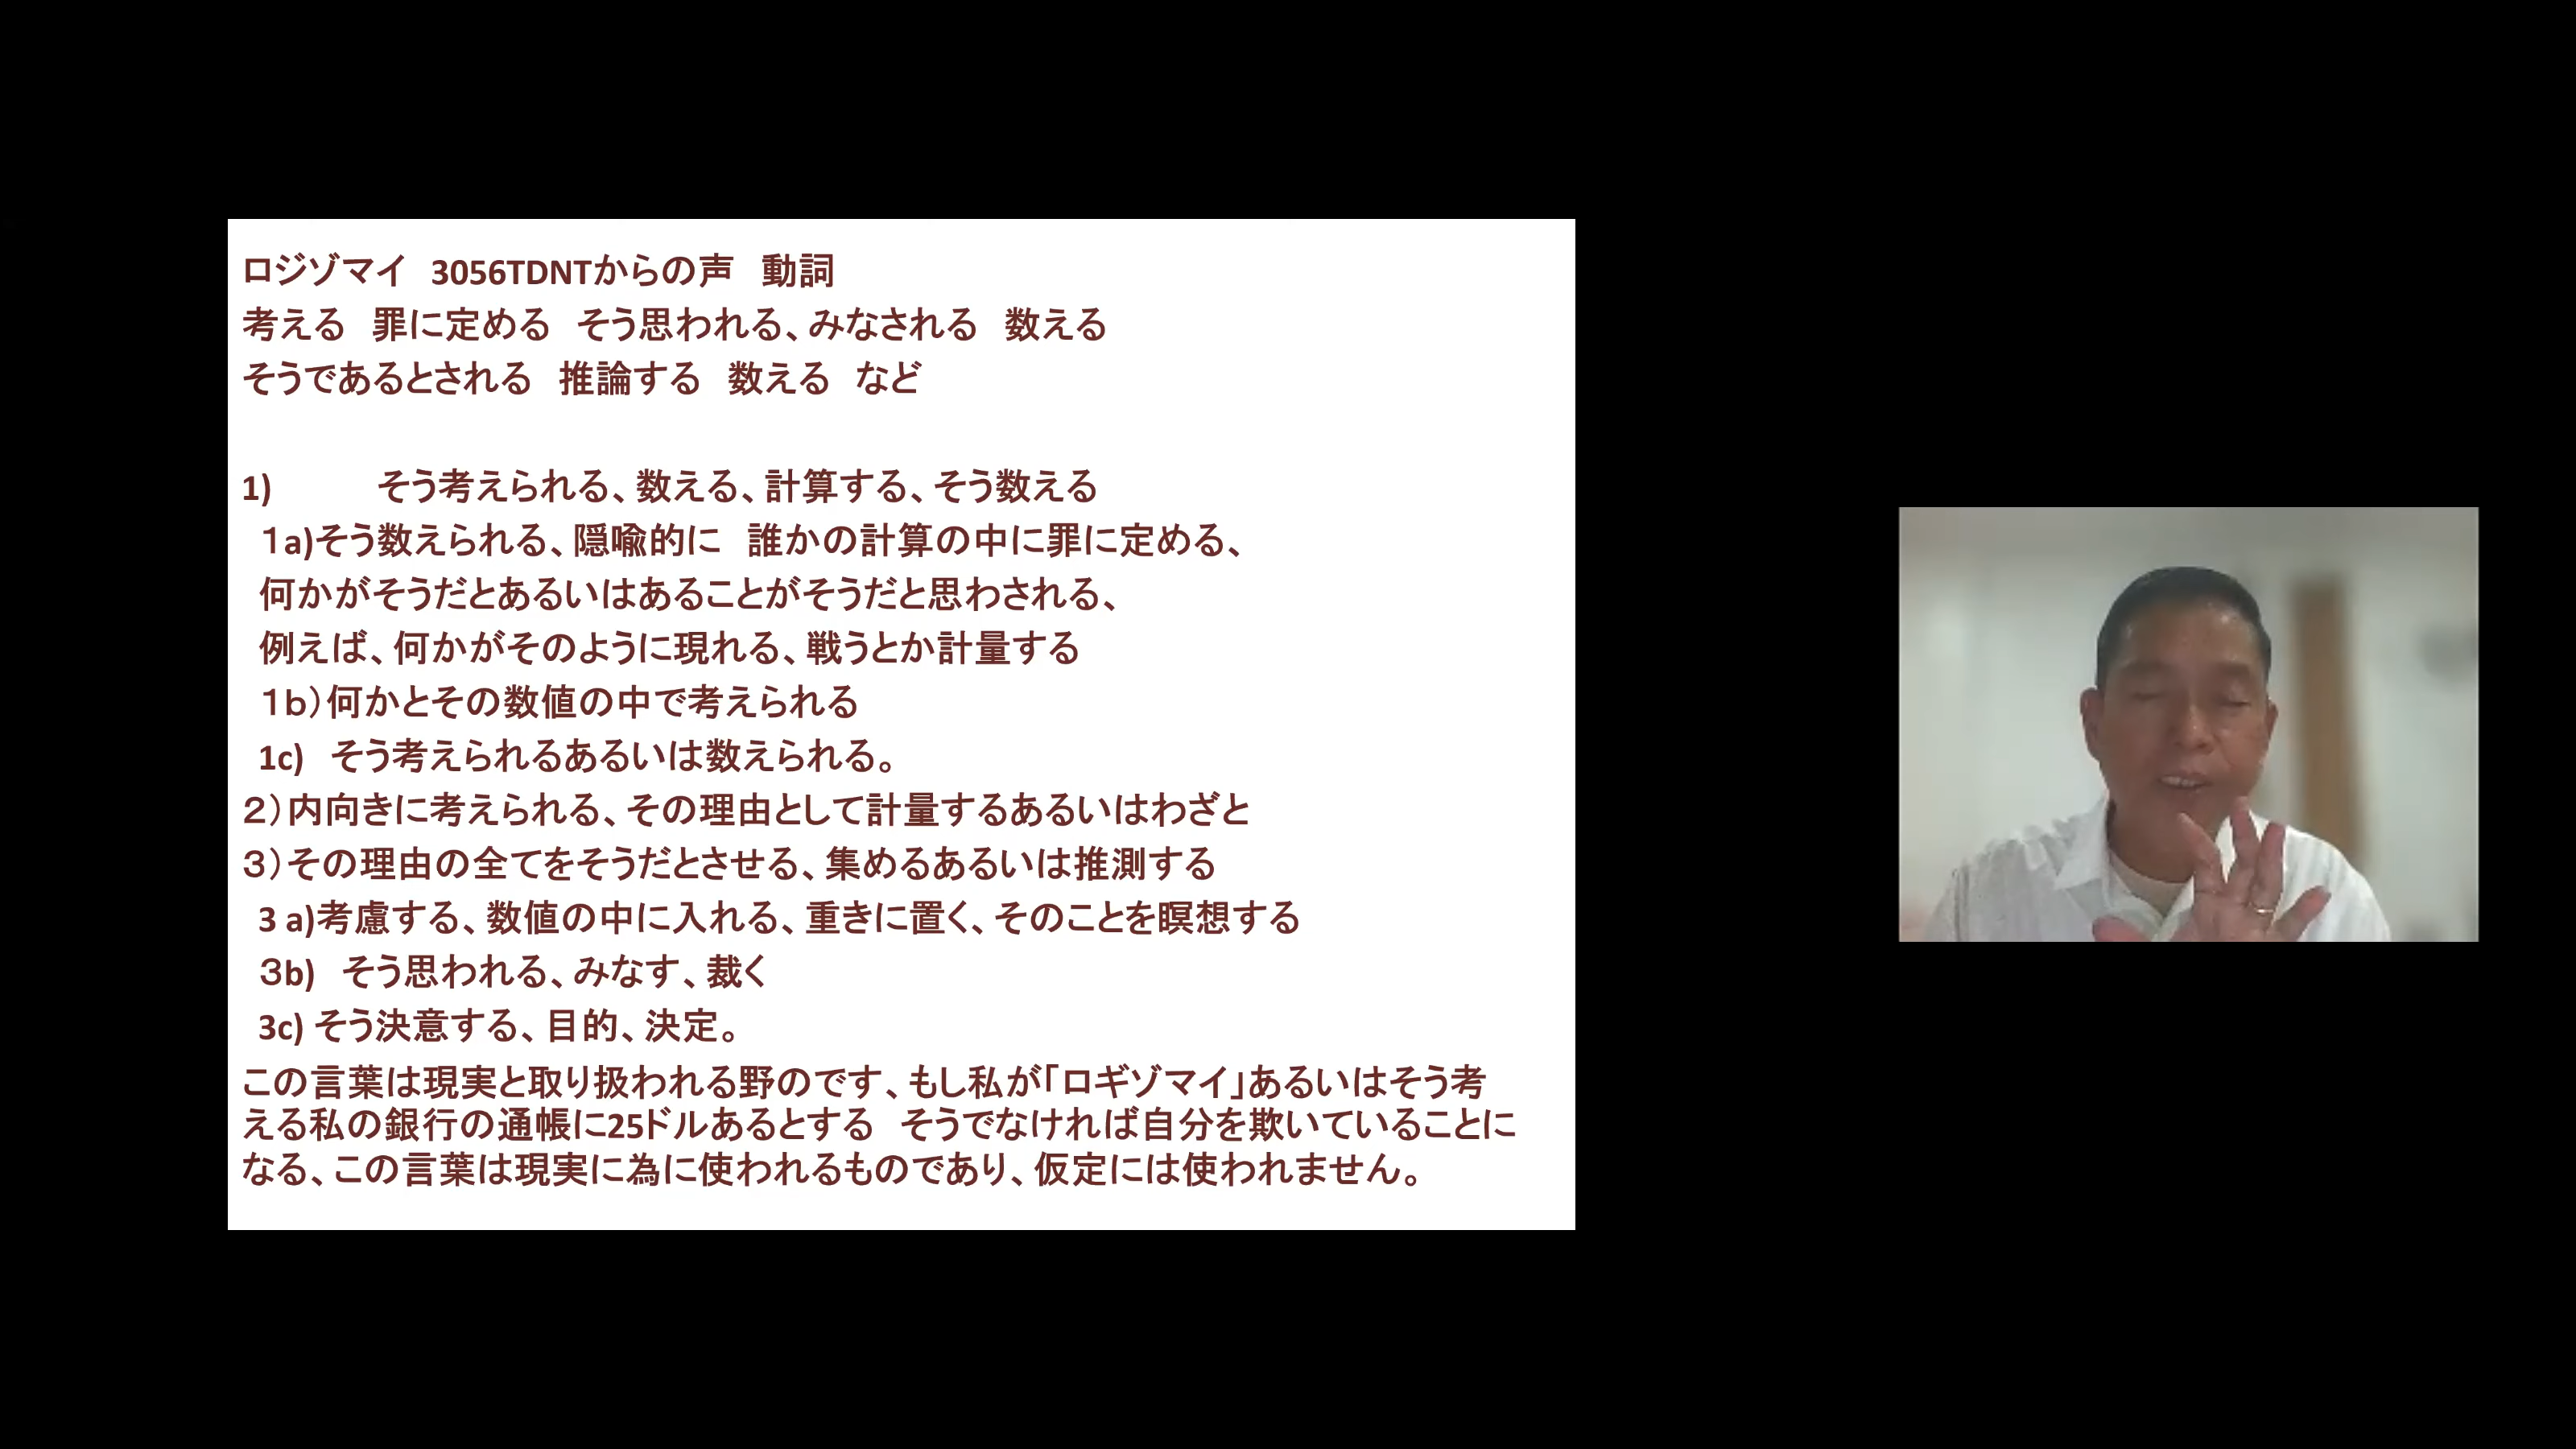 ロジゾマイ　3056TDNTからの声　動詞
考える　罪に定める　そう思われる、みなされる　数える
そうであるとされる　推論する　数える　など
1)　　　そう考えられる、数える、計算する、そう数える
１a)そう数えられる、隠喩的に　誰かの計算の中に罪に定める、
何かがそうだとあるいはあることがそうだと思わされる、
例えば、何かがそのように現れる、戦うとか計量する
１ｂ）何かとその数値の中で考えられる
1c)　そう考えられるあるいは数えられる。
２）内向きに考えられる、その理由として計量するあるいはわざと
３）その理由の全てをそうだとさせる、集めるあるいは推測する
3 a)考慮する、数値の中に入れる、重きに置く、そのことを瞑想する
３b)　そう思われる、みなす、裁く
3c) そう決意する、目的、決定。
この言葉は現実と取り扱われる野のです、もし私が「ロギゾマイ」あるいはそう考
える私の銀行の通帳に25ドルあるとする　そうでなければ自分を欺いていることに
なる、この言葉は現実に為に使われるものであり、仮定には使われません。